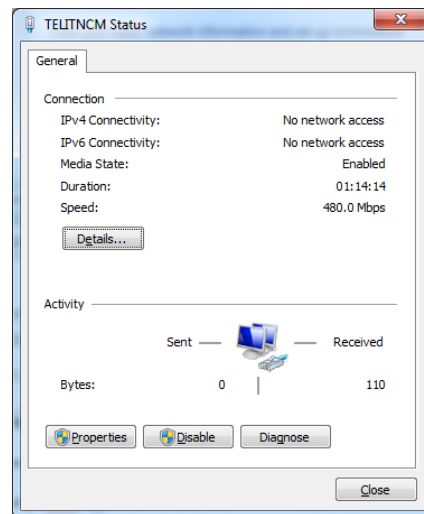 TELITNCM Status
General
Connection
IPv4 Connectivity: No network access
IPv6 Connectivity: No network access
Media State: Enabled
Duration: 01:14:14
Speed: 480.0 Mbps
Details...
Activity
Sent Received
Bytes: 0 110
Properties Disable Diagnose
Close